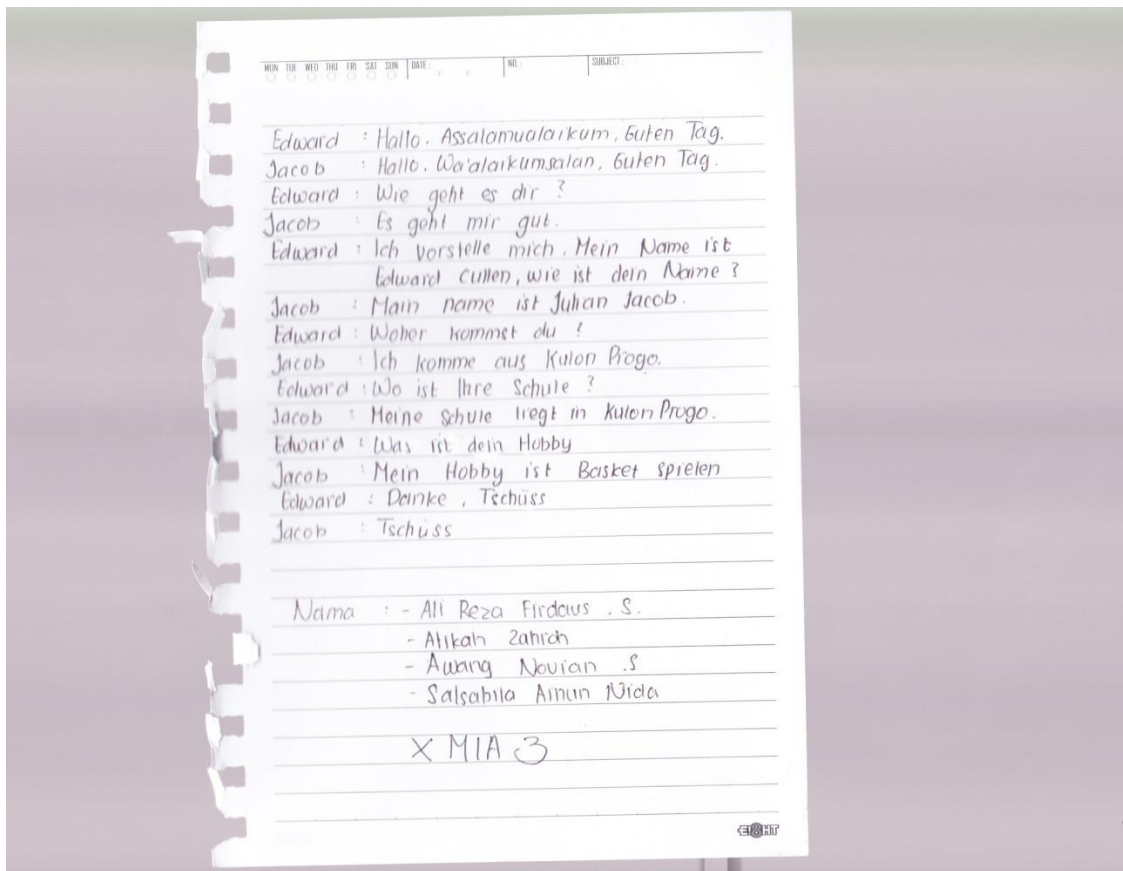 MON TUE WED THU FRI SAT SUN DATE : / / NO. : SUBJECT :
Edward : Hallo. Assalamualaikum, Guten Tag.
Jacob : Hallo. Wa'alaikumsalan, Guten Tag.
Edward : Wie geht es dir ?
Jacob : Es geht mir gut.
Edward : Ich vorstelle mich. Mein Name ist
Edward Cullen, wie ist dein Name ?
Jacob : Main name ist Julian Jacob.
Edward : Woher kommst du ?
Jacob : Ich komme aus Kulon Progo.
Edward : Wo ist Ihre Schule ?
Jacob : Meine Schule liegt in Kulon Progo.
Edward : Was ist dein Hobby
Jacob : Mein Hobby ist Basket spielen
Edward : Danke , Tschüss
Jacob : Tschüss
Nama : - Ali Reza Firdaus . S.
- Atikah Zahrah
- Awang Novian .S
- Salsabila Ainun Nida
X MIA 3
EIGHT